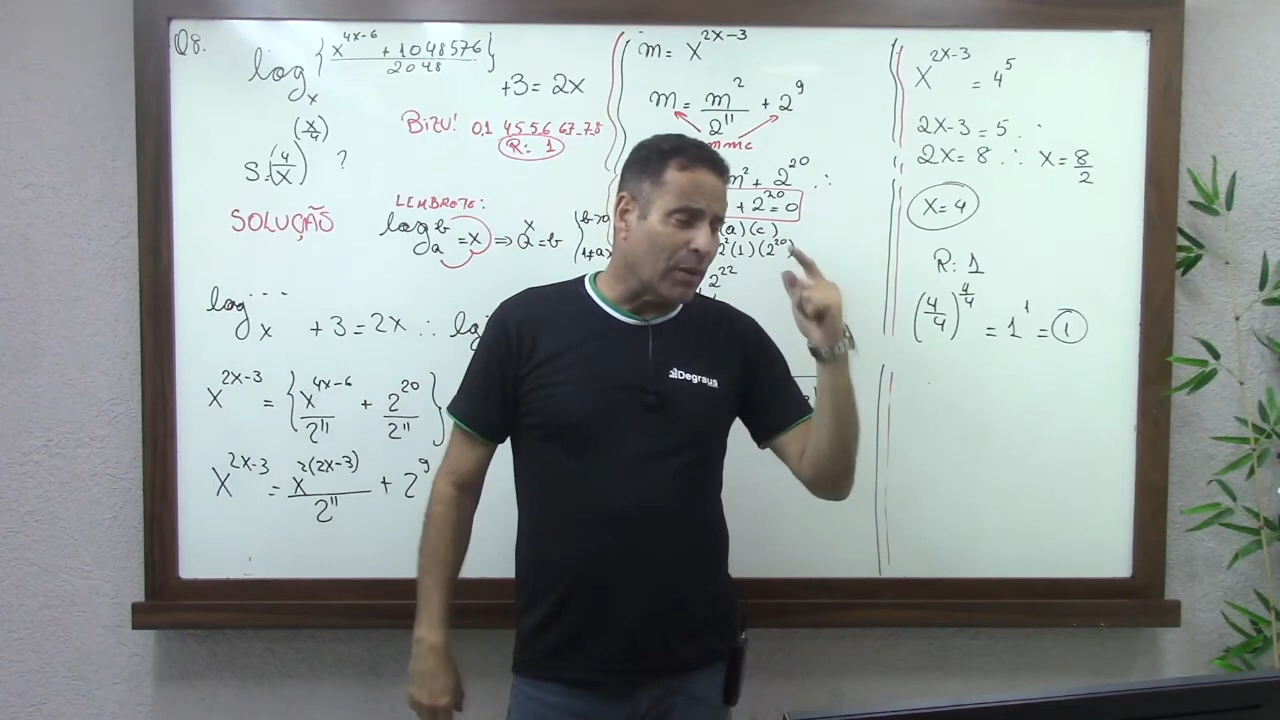 Q8.
log_x {(x^{4x-6} + 1048576)/2048} + 3 = 2x
S = (4/x)^{(x/4)} ?
BIZU! 0,1 45 56 67 78
R: 1
SOLUÇÃO
LEMBRETE:
log_a^b = x ⇒ a^x = b
log_x ... + 3 = 2x ∴
x^{2x-3} = {x^{4x-6}/2^{11} + 2^{20}/2^{11}}
x^{2x-3} = x^{2(2x-3)}/2^{11} + 2^9
m = x^{2x-3}
m = m²/2^{11} + 2^9
mmc
m² + 2^{20} ∴
+ 2^{20} = 0
(a)(c)
(1)(2^{20})
2^{22}
x^{2x-3} = 4^5
2x-3 = 5 ∴
2x = 8 ∴ x = 8/2
x = 4
R: 1
(4/4)^{4/4} = 1^1 = 1
Degraus